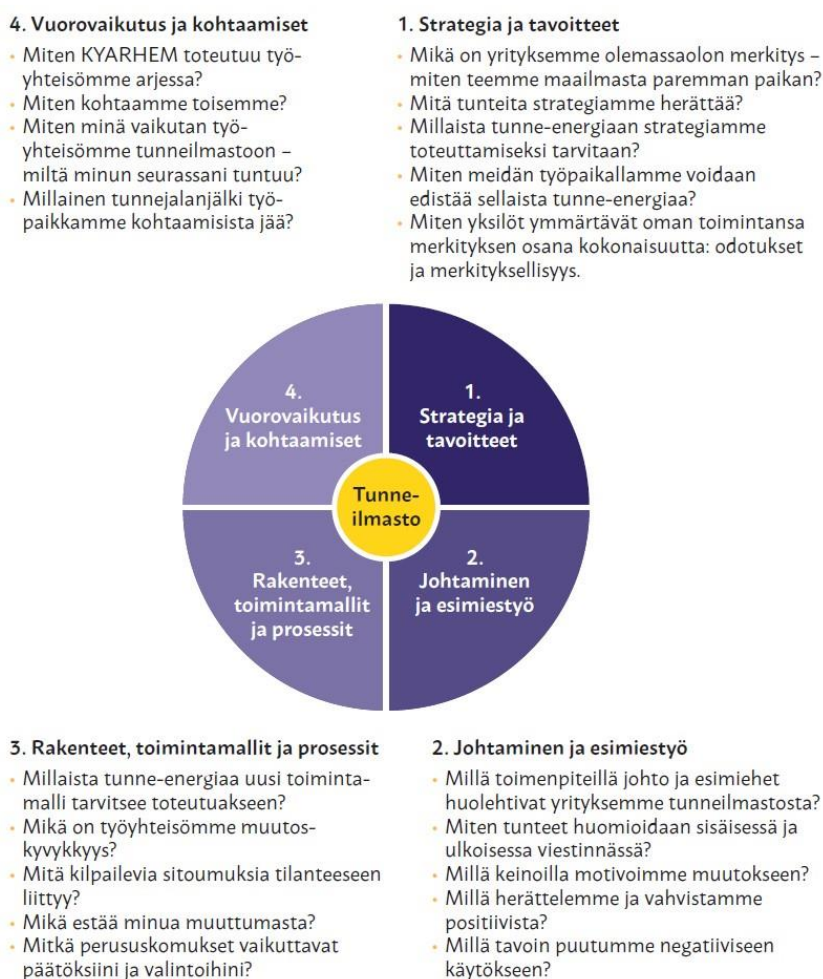 4. Vuorovaikutus ja kohtaamiset
• Miten KYARHEM toteutuu työ-
yhteisömme arjessa?
• Miten kohtaamme toisemme?
• Miten minä vaikutan työ-
yhteisömme tunneilmastoon –
miltä minun seurassani tuntuu?
• Millainen tunnejalanjälki työ-
paikkamme kohtaamisista jää?
1. Strategia ja tavoitteet
• Mikä on yrityksemme olemassaolon merkitys –
miten teemme maailmasta paremman paikan?
• Mitä tunteita strategiamme herättää?
• Millaista tunne-energiaan strategiamme
toteuttamiseksi tarvitaan?
• Miten meidän työpaikallamme voidaan
edistää sellaista tunne-energiaa?
• Miten yksilöt ymmärtävät oman toimintansa
merkityksen osana kokonaisuutta: odotukset
ja merkityksellisyys.
4.
Vuorovaikutus
ja kohtaamiset
1.
Strategia ja
tavoitteet
Tunne-
ilmasto
3.
Rakenteet,
toimintamallit
ja prosessit
2.
Johtaminen
ja esimiestyö
3. Rakenteet, toimintamallit ja prosessit
• Millaista tunne-energiaa uusi toiminta-
malli tarvitsee toteutuakseen?
• Mikä on työyhteisömme muutos-
kyvykkyys?
• Mitä kilpailevia sitoumuksia tilanteeseen
liittyy?
• Mikä estää minua muuttumasta?
• Mitkä perususkomukset vaikuttavat
päätöksiini ja valintoihini?
2. Johtaminen ja esimiestyö
• Millä toimenpiteillä johto ja esimiehet
huolehtivat yrityksemme tunneilmastosta?
• Miten tunteet huomioidaan sisäisessä ja
ulkoisessa viestinnässä?
• Millä keinoilla motivoimme muutokseen?
• Millä herättelemme ja vahvistamme
positiivista?
• Millä tavoin puutumme negatiiviseen
käytökseen?